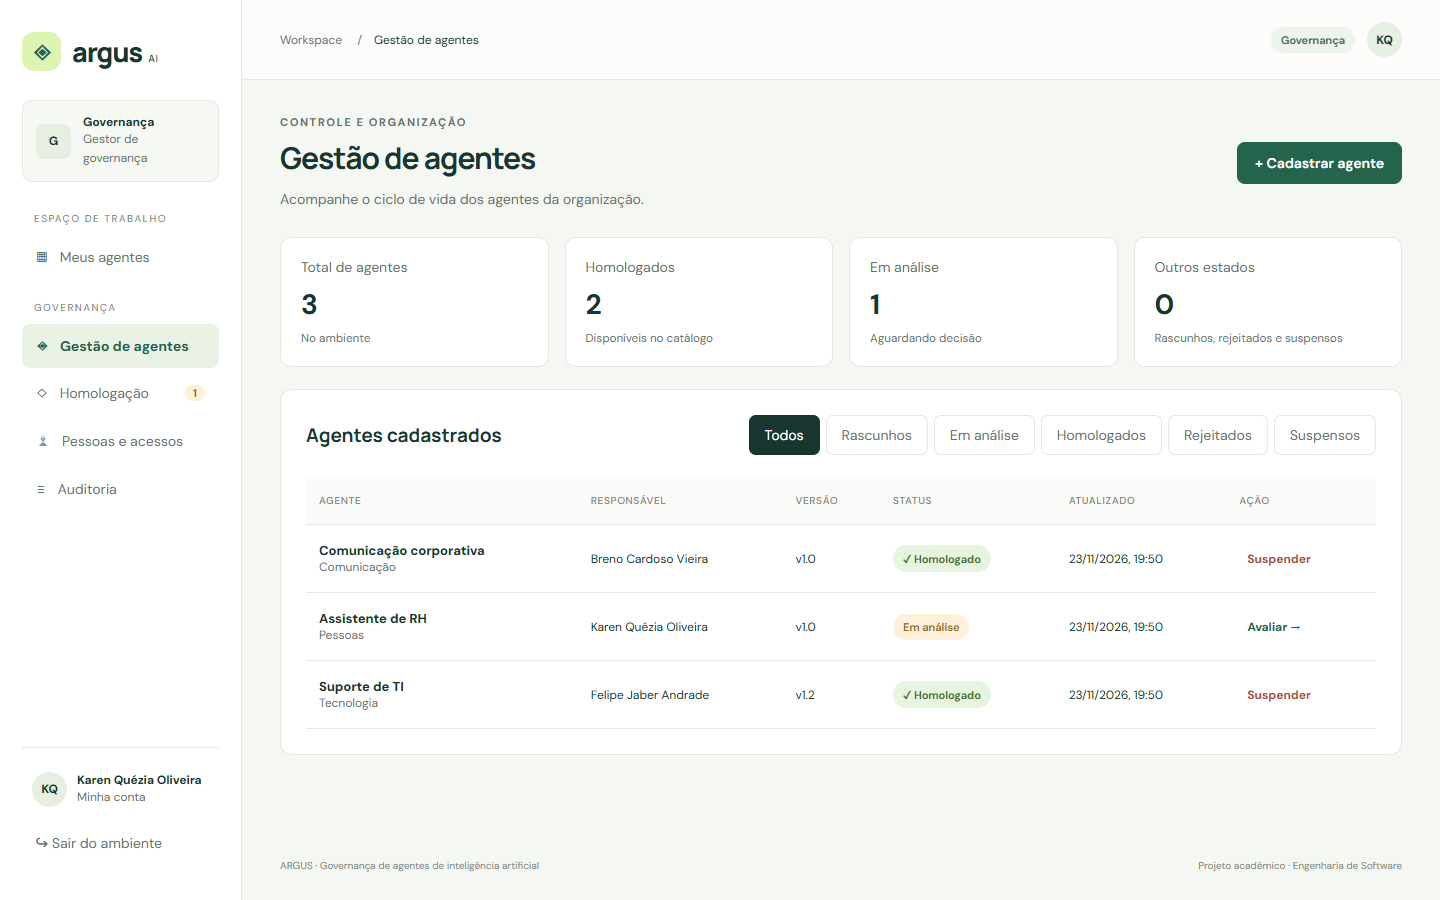 argus AI
G
Governança
Gestor de
governança
ESPAÇO DE TRABALHO
Meus agentes
GOVERNANÇA
Gestão de agentes
Homologação 1
Pessoas e acessos
Auditoria
KQ
Karen Quézia Oliveira
Minha conta
↪ Sair do ambiente
Workspace / Gestão de agentes
Governança KQ
CONTROLE E ORGANIZAÇÃO
Gestão de agentes
Acompanhe o ciclo de vida dos agentes da organização.
+ Cadastrar agente
Total de agentes
3
No ambiente
Homologados
2
Disponíveis no catálogo
Em análise
1
Aguardando decisão
Outros estados
0
Rascunhos, rejeitados e suspensos
Agentes cadastrados
Todos Rascunhos Em análise Homologados Rejeitados Suspensos
AGENTE RESPONSÁVEL VERSÃO STATUS ATUALIZADO AÇÃO
Comunicação corporativa
Comunicação
Breno Cardoso Vieira v1.0 ✓ Homologado 23/11/2026, 19:50 Suspender
Assistente de RH
Pessoas
Karen Quézia Oliveira v1.0 Em análise 23/11/2026, 19:50 Avaliar →
Suporte de TI
Tecnologia
Felipe Jaber Andrade v1.2 ✓ Homologado 23/11/2026, 19:50 Suspender
ARGUS · Governança de agentes de inteligência artificial
Projeto acadêmico · Engenharia de Software